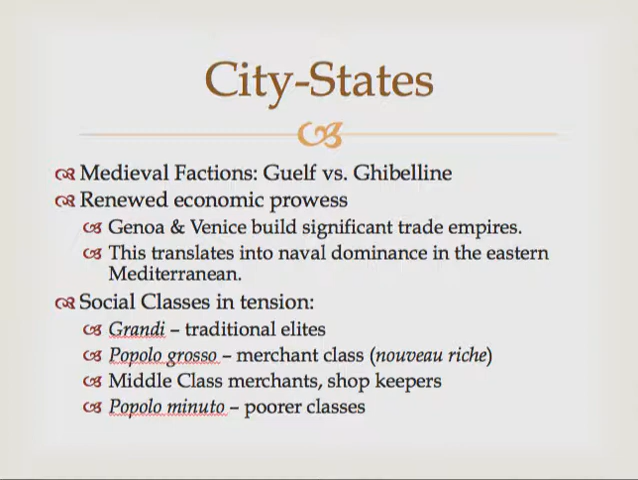 City-States
Medieval Factions: Guelf vs. Ghibelline
Renewed economic prowess
Genoa & Venice build significant trade empires.
This translates into naval dominance in the eastern
Mediterranean.
Social Classes in tension:
Grandi – traditional elites
Popolo grosso – merchant class (nouveau riche)
Middle Class merchants, shop keepers
Popolo minuto – poorer classes